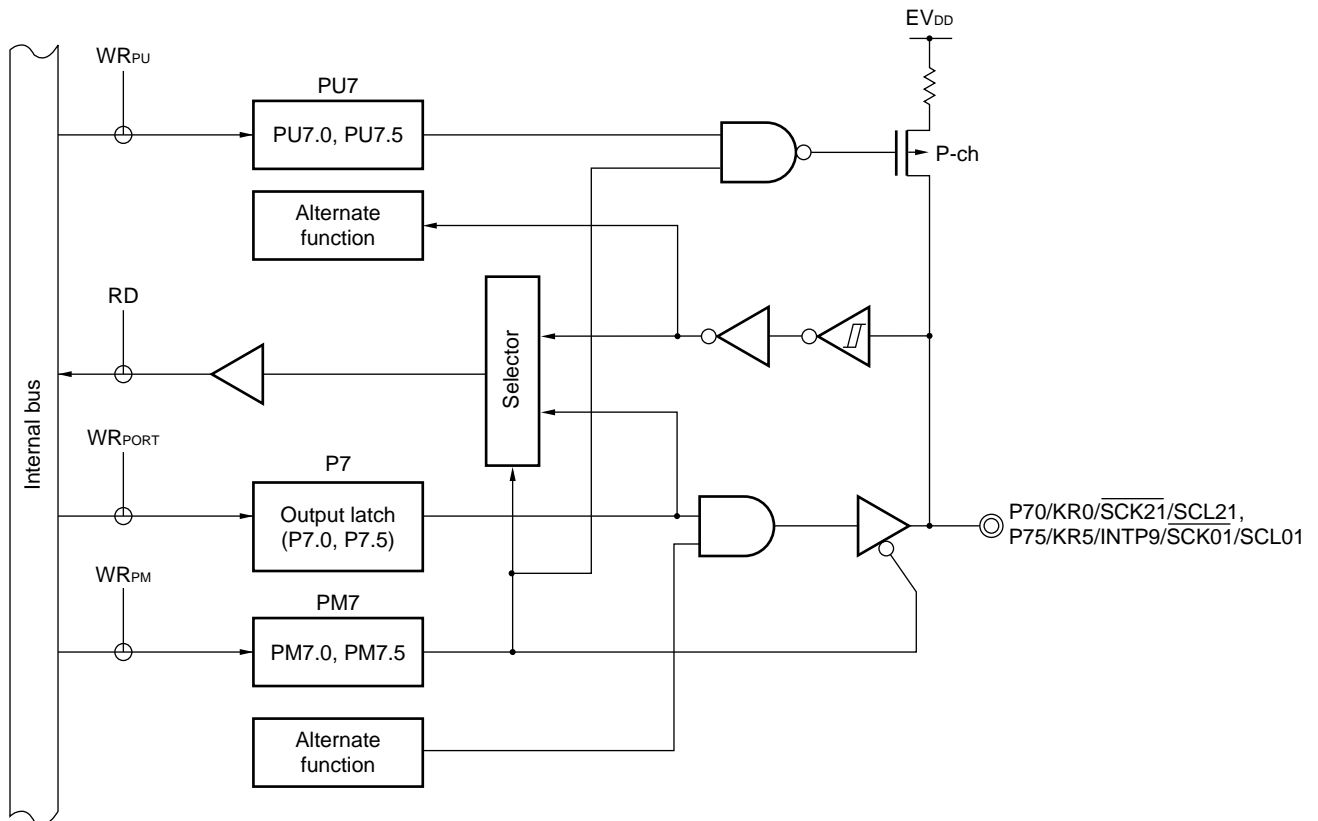 EVDD
WRPU
PU7
PU7.0, PU7.5
P-ch
Alternate
function
RD
Selector
Internal bus
WRPORT
P7
Output latch
(P7.0, P7.5)
P70/KR0/SCK21/SCL21,
P75/KR5/INTP9/SCK01/SCL01
WRPM
PM7
PM7.0, PM7.5
Alternate
function